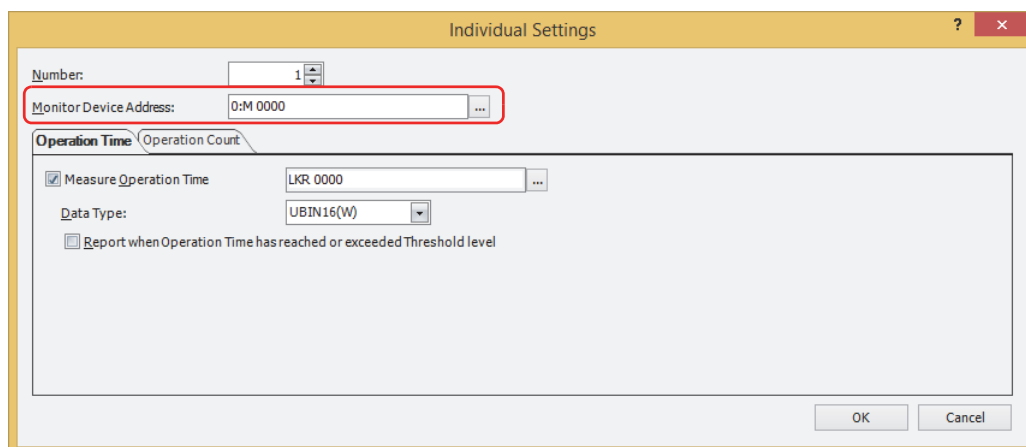 Individual Settings
?
×
Number:
1
Monitor Device Address:
0:M 0000
...
Operation Time
Operation Count
Measure Operation Time
LKR 0000
...
Data Type:
UBIN16(W)
Report when Operation Time has reached or exceeded Threshold level
OK
Cancel